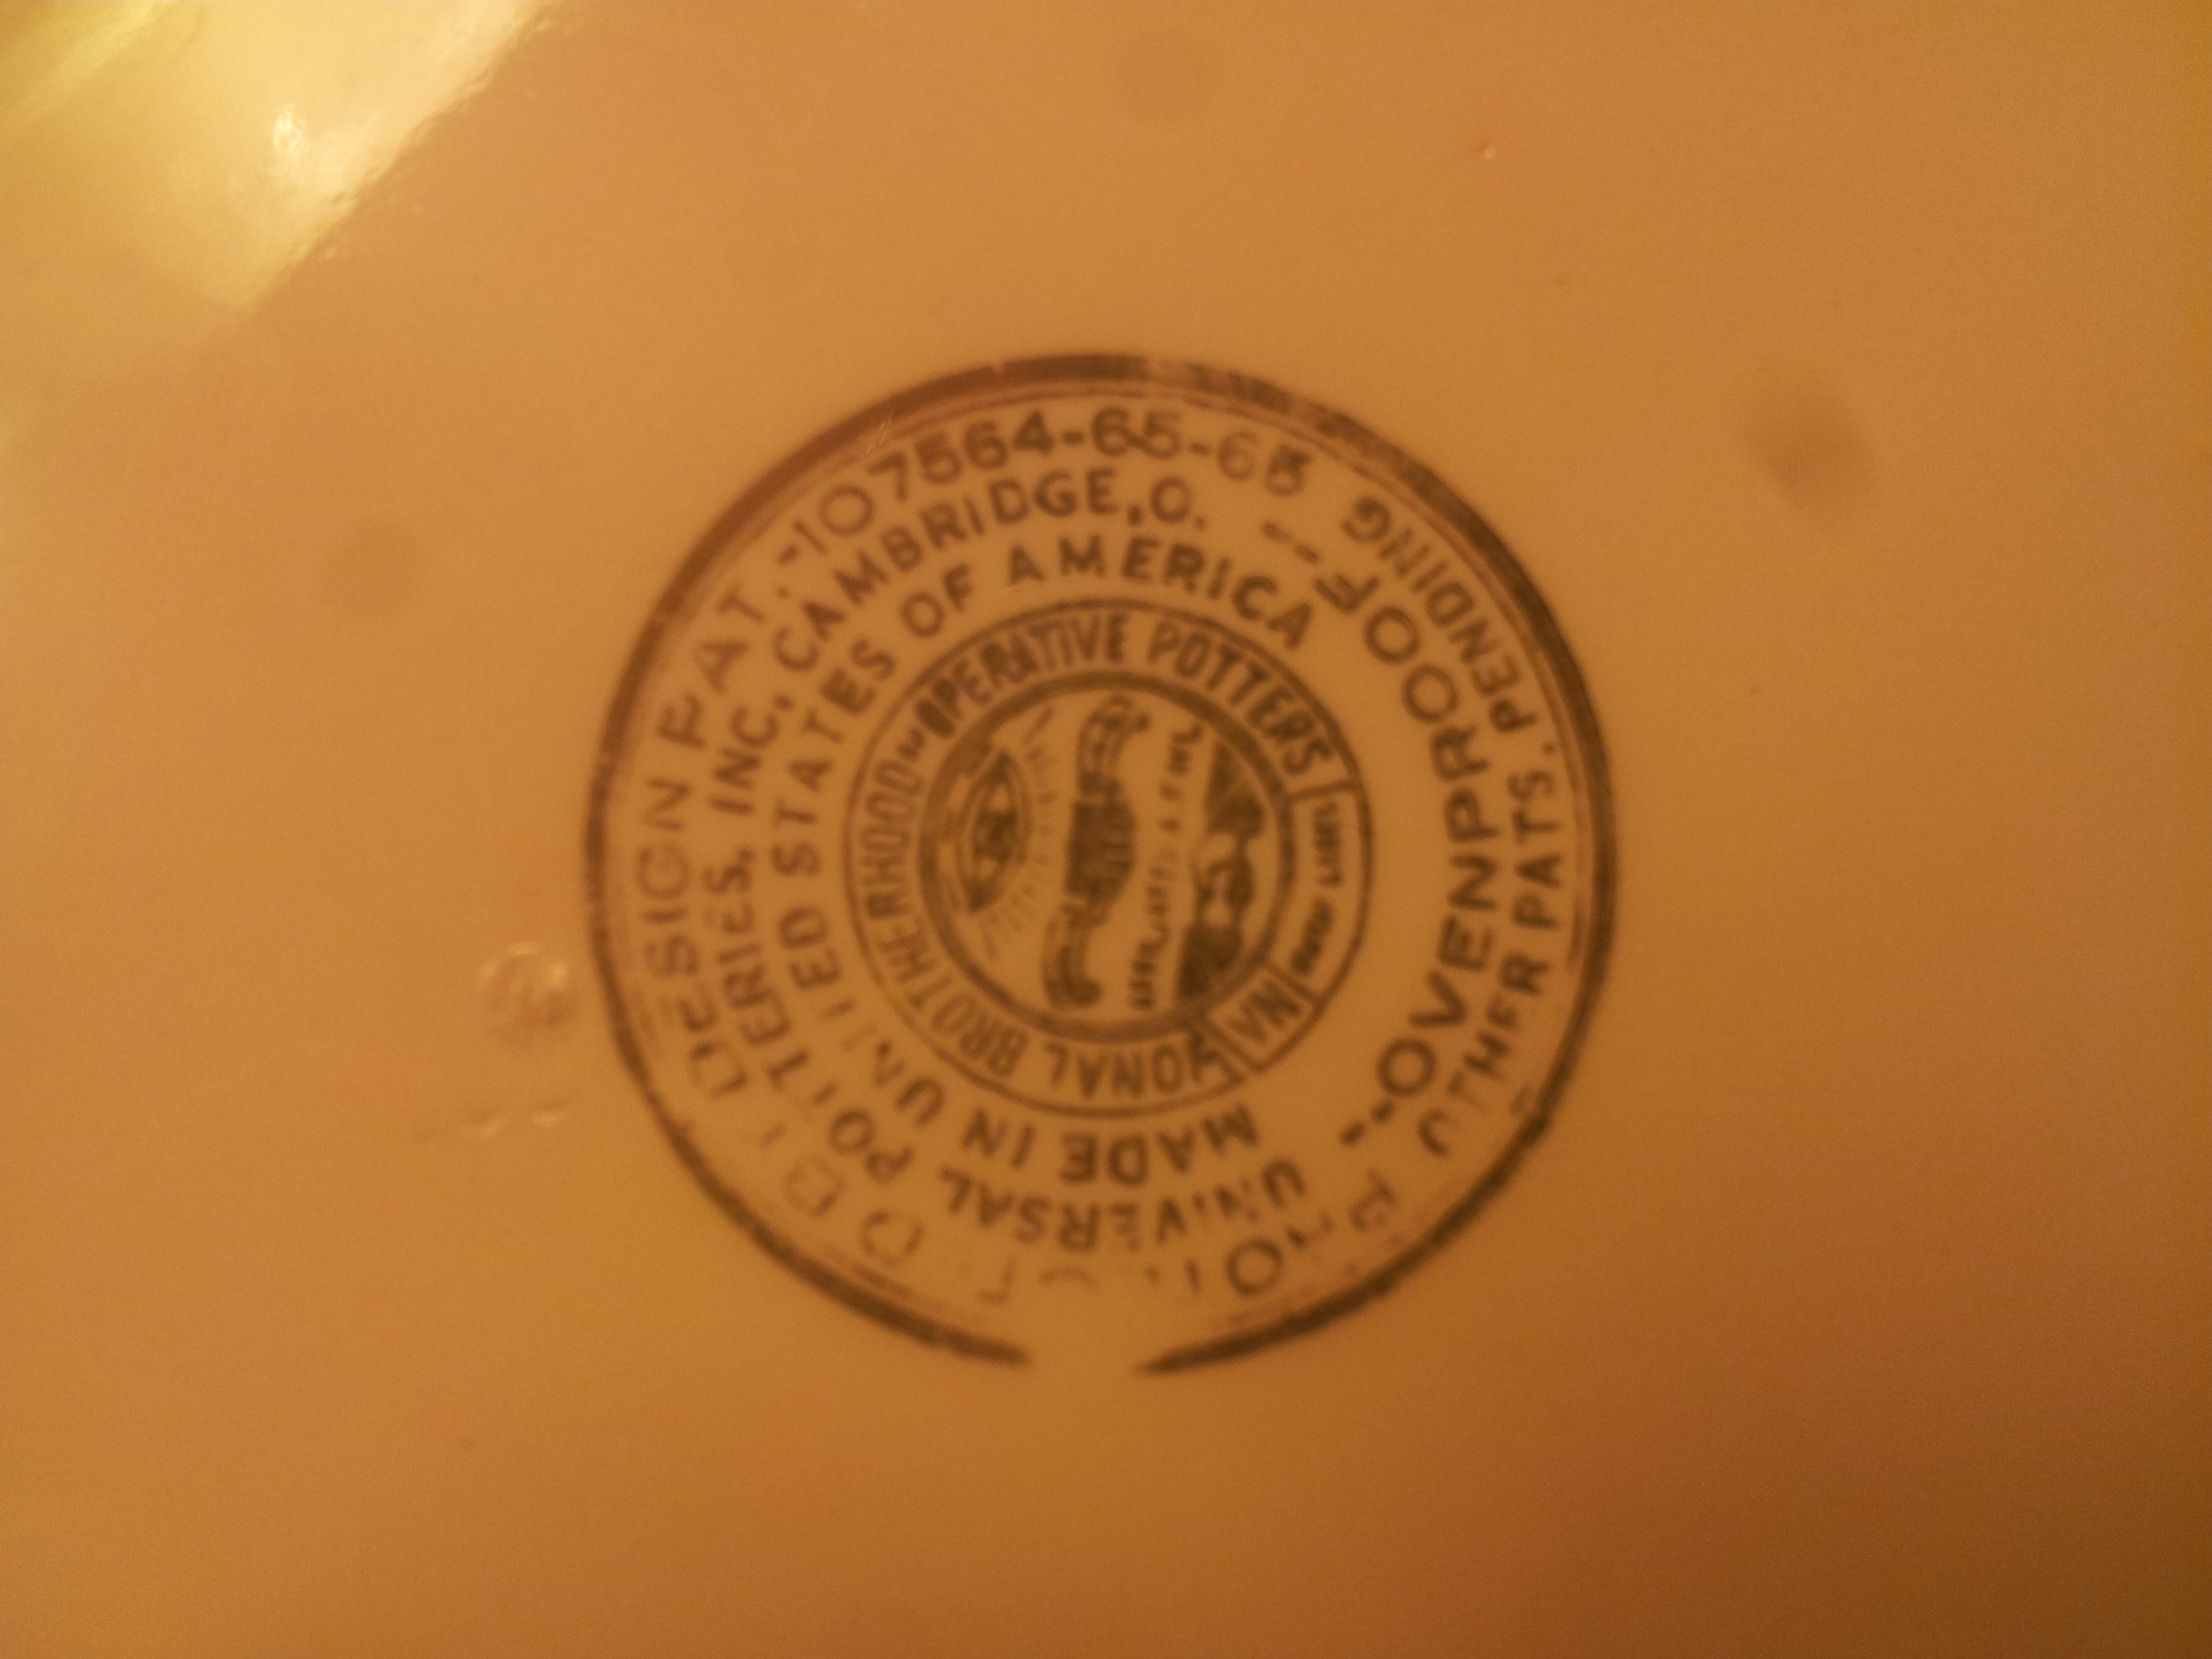 DESIGN PAT.-107564-65-65
OTHER PATS. PENDING
UNIVERSAL POTTERIES, INC, CAMBRIDGE, O.
--OVENPROOF--
MADE IN UNITED STATES OF AMERICA
NATIONAL BROTHERHOOD OF OPERATIVE POTTERS